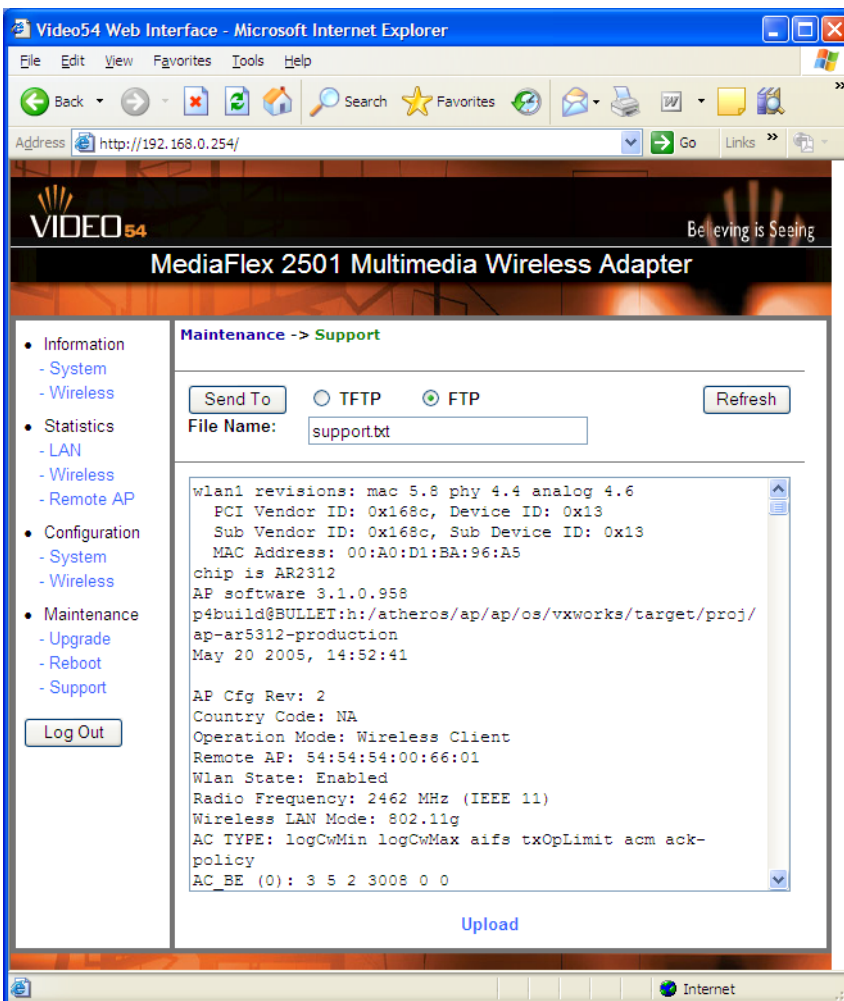 Video54 Web Interface - Microsoft Internet Explorer
File Edit View Favorites Tools Help
Back Search Favorites
Address http://192.168.0.254/ Go Links
VIDEO54
Believing is Seeing
MediaFlex 2501 Multimedia Wireless Adapter
Information
- System
- Wireless
Statistics
- LAN
- Wireless
- Remote AP
Configuration
- System
- Wireless
Maintenance
- Upgrade
- Reboot
- Support
Log Out
Maintenance -> Support
Send To TFTP FTP Refresh
File Name: support.txt
wlan1 revisions: mac 5.8 phy 4.4 analog 4.6
PCI Vendor ID: 0x168c, Device ID: 0x13
Sub Vendor ID: 0x168c, Sub Device ID: 0x13
MAC Address: 00:A0:D1:BA:96:A5
chip is AR2312
AP software 3.1.0.958
p4build@BULLET:h:/atheros/ap/ap/os/vxworks/target/proj/
ap-ar5312-production
May 20 2005, 14:52:41
AP Cfg Rev: 2
Country Code: NA
Operation Mode: Wireless Client
Remote AP: 54:54:54:00:66:01
Wlan State: Enabled
Radio Frequency: 2462 MHz (IEEE 11)
Wireless LAN Mode: 802.11g
AC TYPE: logCwMin logCwMax aifs txOpLimit acm ack-
policy
AC_BE (0): 3 5 2 3008 0 0
Upload
Internet